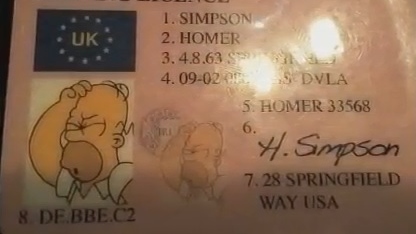 LICENCE
UK
1. SIMPSON
2. HOMER
3. 4.8.63
4. 09-02- DVLA
5. HOMER 33568
6.
H. Simpson
7. 28 SPRINGFIELD
WAY USA
8. DE.BBE.C2